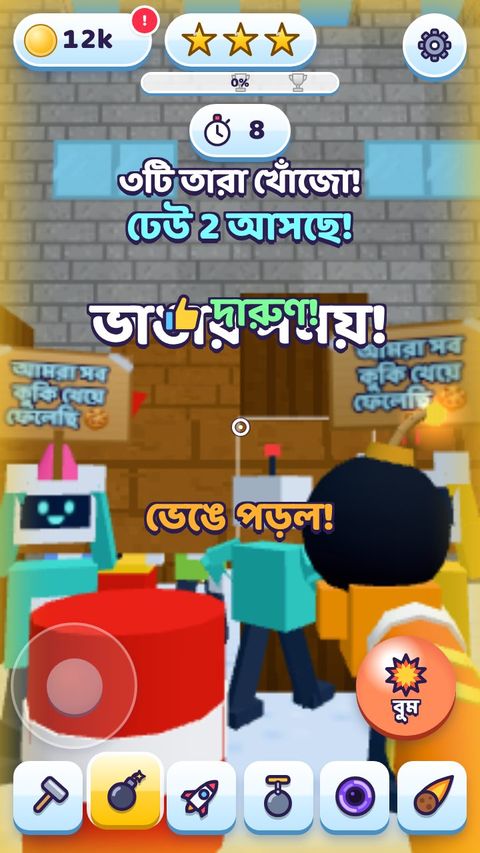 12k
!
0%
8
৩টি তারা খোঁজো!
ঢেউ 2 আসছে!
দারুণ!
আমরা সব
কুকি খেয়ে
ফেলেছি 🍪
আমরা সব
কুকি খেয়ে
ফেলেছি 🍪
ভেঙে পড়ল!
বুম